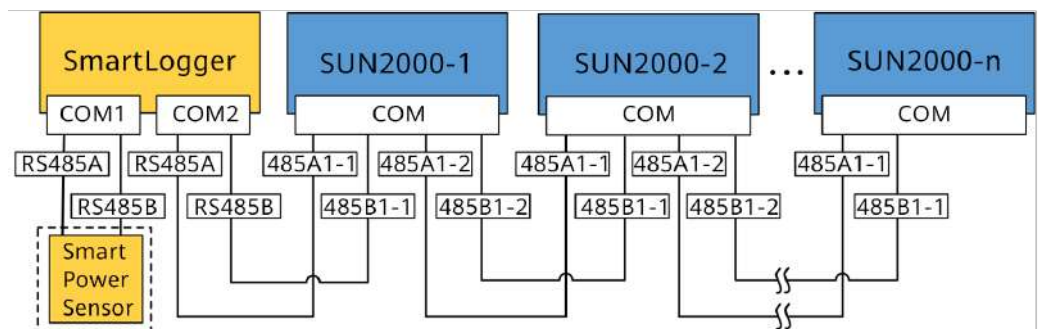 SmartLogger
SUN2000-1
SUN2000-2
...
SUN2000-n
COM1
COM2
COM
COM
COM
RS485A
RS485A
485A1-1
485A1-2
485A1-1
485A1-2
485A1-1
RS485B
RS485B
485B1-1
485B1-2
485B1-1
485B1-2
485B1-1
Smart
Power
Sensor